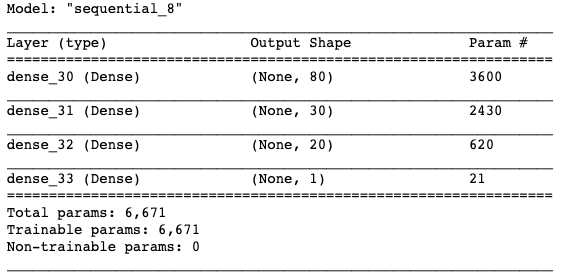 Model: "sequential_8"
Layer (type) Output Shape Param #
dense_30 (Dense) (None, 80) 3600
dense_31 (Dense) (None, 30) 2430
dense_32 (Dense) (None, 20) 620
dense_33 (Dense) (None, 1) 21
Total params: 6,671
Trainable params: 6,671
Non-trainable params: 0